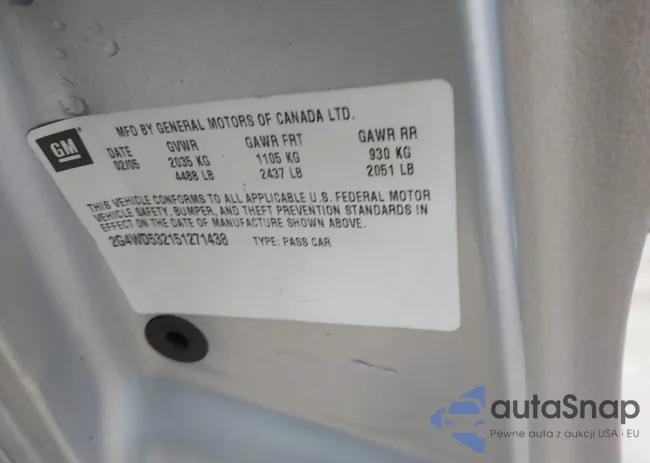 MFD BY GENERAL MOTORS OF CANADA LTD.
GM
DATE GVWR GAWR FRT GAWR RR
02/05 2035 KG 1105 KG 930 KG
4488 LB 2437 LB 2051 LB
THIS VEHICLE CONFORMS TO ALL APPLICABLE U.S. FEDERAL MOTOR
VEHICLE SAFETY, BUMPER, AND THEFT PREVENTION STANDARDS IN
EFFECT ON THE DATE OF MANUFACTURE SHOWN ABOVE.
2G4WD532151271438 TYPE: PASS CAR
autaSnap
Pewne auta z aukcji USA i EU